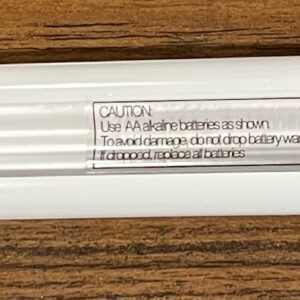 CAUTION:
Use AA alkaline batteries as shown.
To avoid damage, do not drop battery
If dropped, replace all batteries